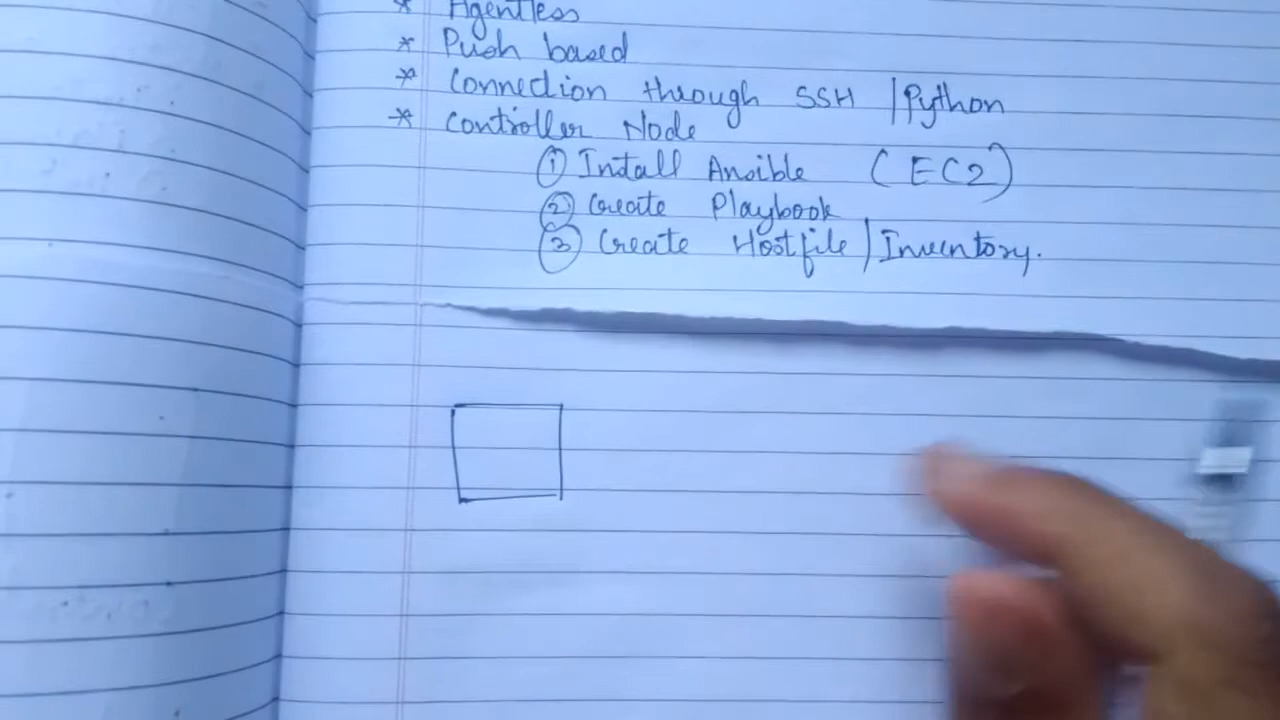 * Agentless
* Push based
* Connection through SSH | Python
* Controller Node
① Install Ansible (EC2)
② Create Playbook
③ Create Hostfile | Inventory.